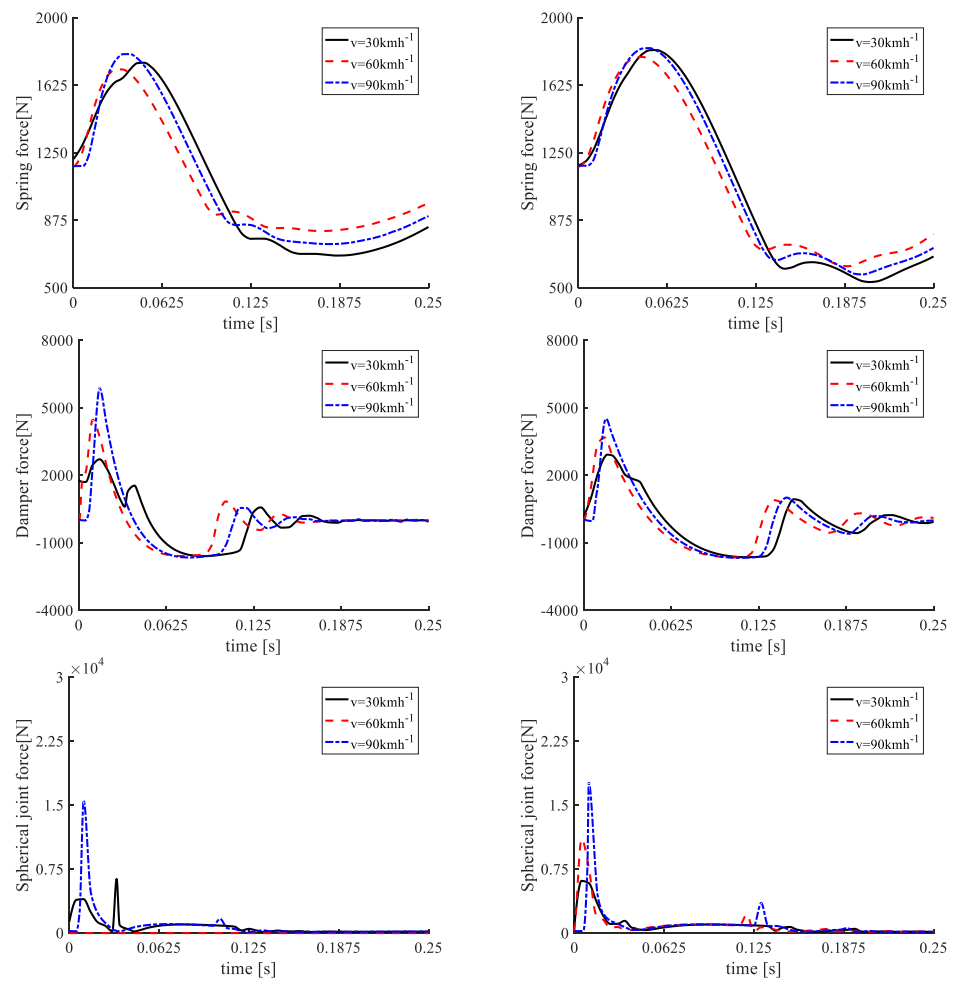 2000
1625
1250
875
500
Spring force[N]
0
0.0625
0.125
0.1875
0.25
time [s]
v=30kmh-1
v=60kmh-1
v=90kmh-1
2000
1625
1250
875
500
Spring force[N]
0
0.0625
0.125
0.1875
0.25
time [s]
v=30kmh-1
v=60kmh-1
v=90kmh-1
8000
5000
2000
-1000
-4000
Damper force[N]
0
0.0625
0.125
0.1875
0.25
time [s]
v=30kmh-1
v=60kmh-1
v=90kmh-1
8000
5000
2000
-1000
-4000
Damper force[N]
0
0.0625
0.125
0.1875
0.25
time [s]
v=30kmh-1
v=60kmh-1
v=90kmh-1
×10^4
3
2.25
1.5
0.75
0
Spherical joint force[N]
0
0.0625
0.125
0.1875
0.25
time [s]
v=30kmh-1
v=60kmh-1
v=90kmh-1
×10^4
3
2.25
1.5
0.75
0
Spherical joint force[N]
0
0.0625
0.125
0.1875
0.25
time [s]
v=30kmh-1
v=60kmh-1
v=90kmh-1